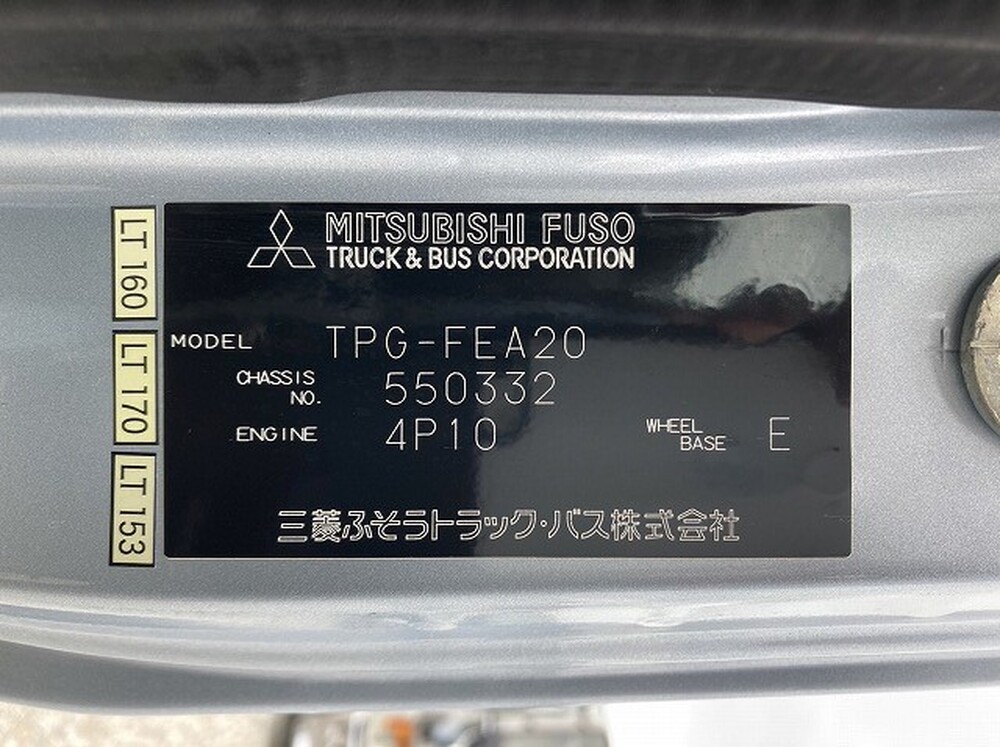 MITSUBISHI FUSO
TRUCK & BUS CORPORATION
MODEL TPG-FEA20
CHASSIS NO. 550332
ENGINE 4P10 WHEEL BASE E
三菱ふそうトラック・バス株式会社
LT 160
LT 170
LT 153